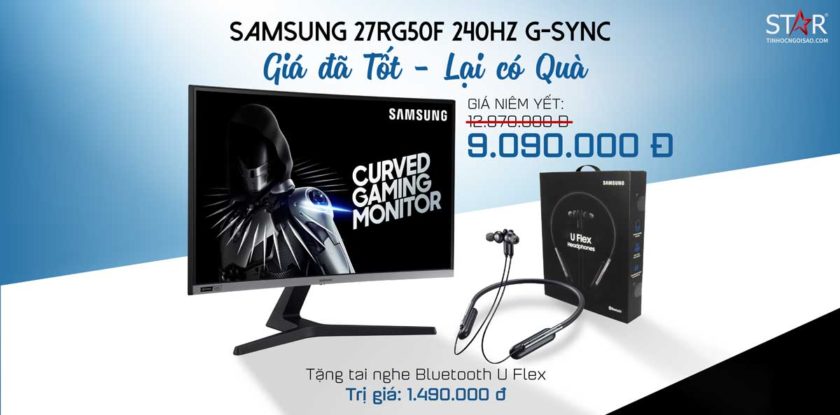 SAMSUNG 27RG50F 240HZ G-SYNC
STAR
TINHOCNGOISAO.COM
Giá đã Tốt - Lại có Quà
GIÁ NIÊM YẾT:
12.970.000 Đ
9.090.000 Đ
SAMSUNG
CURVED
GAMING
MONITOR
SAMSUNG
U Flex
Headphones
Bluetooth
Tặng tai nghe Bluetooth U Flex
Trị giá: 1.490.000 đ